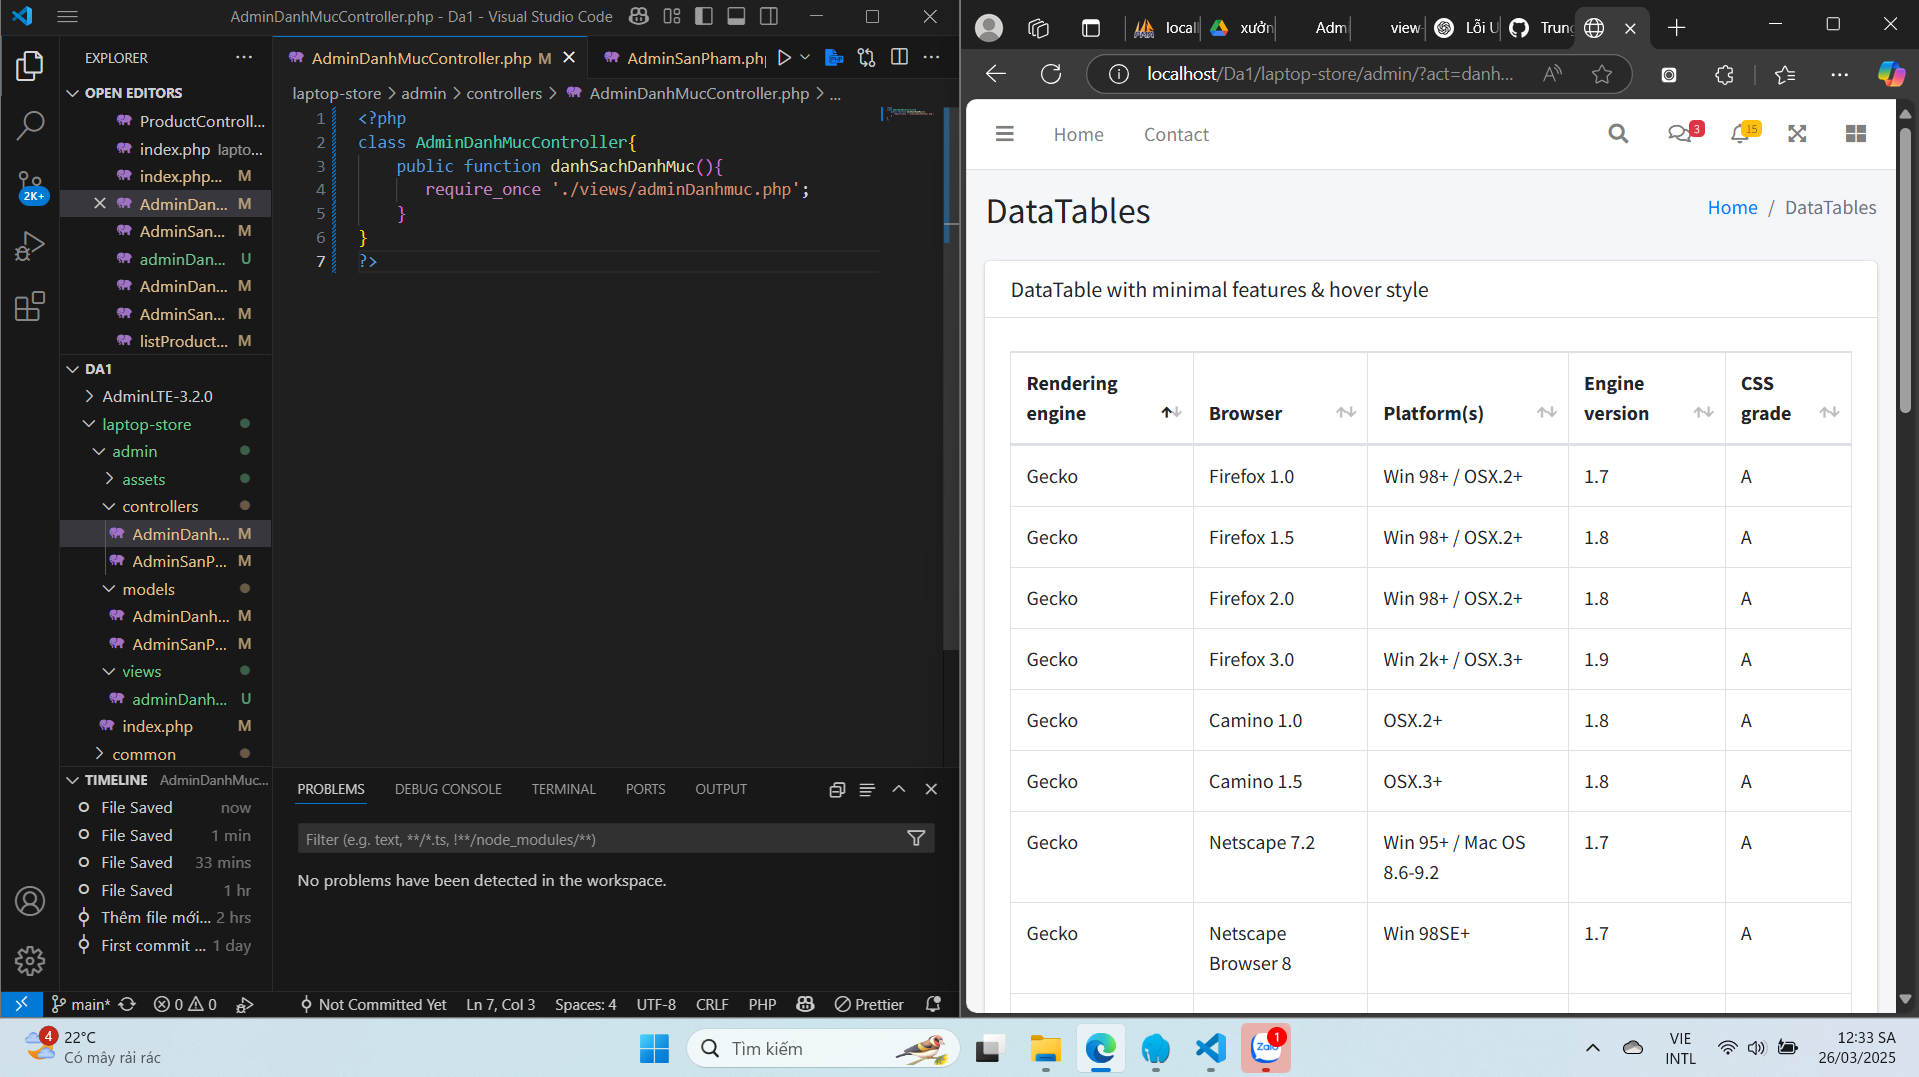 AdminDanhMucController.php - Da1 - Visual Studio Code
EXPLORER
OPEN EDITORS
ProductControll...
index.php lapto...
index.php... M
AdminDan... M
AdminSan... M
adminDan... U
AdminDan... M
AdminSan... M
listProduct... M
DA1
AdminLTE-3.2.0
laptop-store
admin
assets
controllers
AdminDanh... M
AdminSanP... M
models
AdminDanh... M
AdminSanP... M
views
adminDanh... U
index.php M
common
TIMELINE AdminDanhMuc...
File Saved now
File Saved 1 min
File Saved 33 mins
File Saved 1 hr
Thêm file mới... 2 hrs
First commit ... 1 day
2K+
AdminDanhMucController.php M
AdminSanPham.ph
laptop-store > admin > controllers > AdminDanhMucController.php > ...
1 <?php
2 class AdminDanhMucController{
3 public function danhSachDanhMuc(){
4 require_once './views/adminDanhmuc.php';
5 }
6 }
7 ?>
PROBLEMS DEBUG CONSOLE TERMINAL PORTS OUTPUT
Filter (e.g. text, **/*.ts, !**/node_modules/**)
No problems have been detected in the workspace.
main* 0 0 Not Committed Yet Ln 7, Col 3 Spaces: 4 UTF-8 CRLF PHP Prettier
locall xưởn Adm view- Lỗi U Trung
localhost/Da1/laptop-store/admin/?act=danh...
Home Contact 3 15
DataTables
Home / DataTables
DataTable with minimal features & hover style
Rendering engine Browser Platform(s) Engine version CSS grade
Gecko Firefox 1.0 Win 98+ / OSX.2+ 1.7 A
Gecko Firefox 1.5 Win 98+ / OSX.2+ 1.8 A
Gecko Firefox 2.0 Win 98+ / OSX.2+ 1.8 A
Gecko Firefox 3.0 Win 2k+ / OSX.3+ 1.9 A
Gecko Camino 1.0 OSX.2+ 1.8 A
Gecko Camino 1.5 OSX.3+ 1.8 A
Gecko Netscape 7.2 Win 95+ / Mac OS 8.6-9.2 1.7 A
Gecko Netscape Browser 8 Win 98SE+ 1.7 A
4
22°C
Có mây rải rác
Tìm kiếm
Zalo
1
VIE
INTL
12:33 SA
26/03/2025